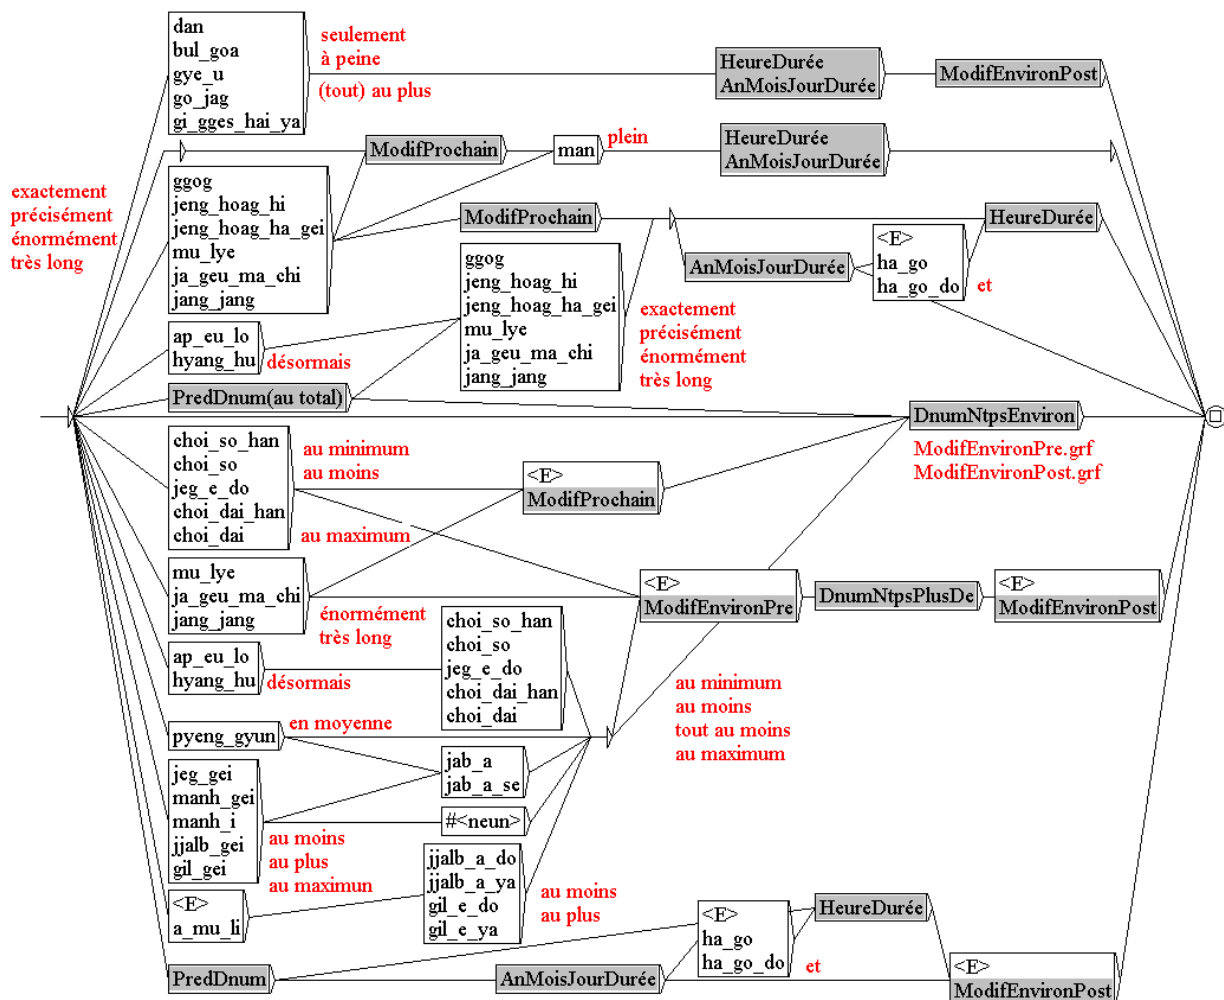 dan
bul_goa
gye_u
go_jag
gi_gges_hai_ya
seulement
à peine
(tout) au plus
HeureDurée
AnMoisJourDurée
ModifEnvironPost
ModifProchain
man
plein
HeureDurée
AnMoisJourDurée
exactement
précisément
énormément
très long
ggog
jeng_hoag_hi
jeng_hoag_ha_gei
mu_lye
ja_geu_ma_chi
jang_jang
ModifProchain
HeureDurée
AnMoisJourDurée
<E>
ha_go
ha_go_do
et
ggog
jeng_hoag_hi
jeng_hoag_ha_gei
mu_lye
ja_geu_ma_chi
jang_jang
exactement
précisément
énormément
très long
ap_eu_lo
hyang_hu
désormais
PredDnum(au total)
DnumNtpsEnviron
ModifEnvironPre.grf
ModifEnvironPost.grf
choi_so_han
choi_so
jeg_e_do
choi_dai_han
choi_dai
au minimum
au moins
au maximum
<E>
ModifProchain
mu_lye
ja_geu_ma_chi
jang_jang
énormément
très long
<E>
ModifEnvironPre
DnumNtpsPlusDe
<E>
ModifEnvironPost
ap_eu_lo
hyang_hu
désormais
choi_so_han
choi_so
jeg_e_do
choi_dai_han
choi_dai
au minimum
au moins
tout au moins
au maximum
pyeng_gyun
en moyenne
jab_a
jab_a_se
jeg_gei
manh_gei
manh_i
jjalb_gei
gil_gei
au moins
au plus
au maximun
#<neun>
jjalb_a_do
jjalb_a_ya
gil_e_do
gil_e_ya
au moins
au plus
<E>
a_mu_li
<E>
ha_go
ha_go_do
et
HeureDurée
PredDnum
AnMoisJourDurée
<E>
ModifEnvironPost